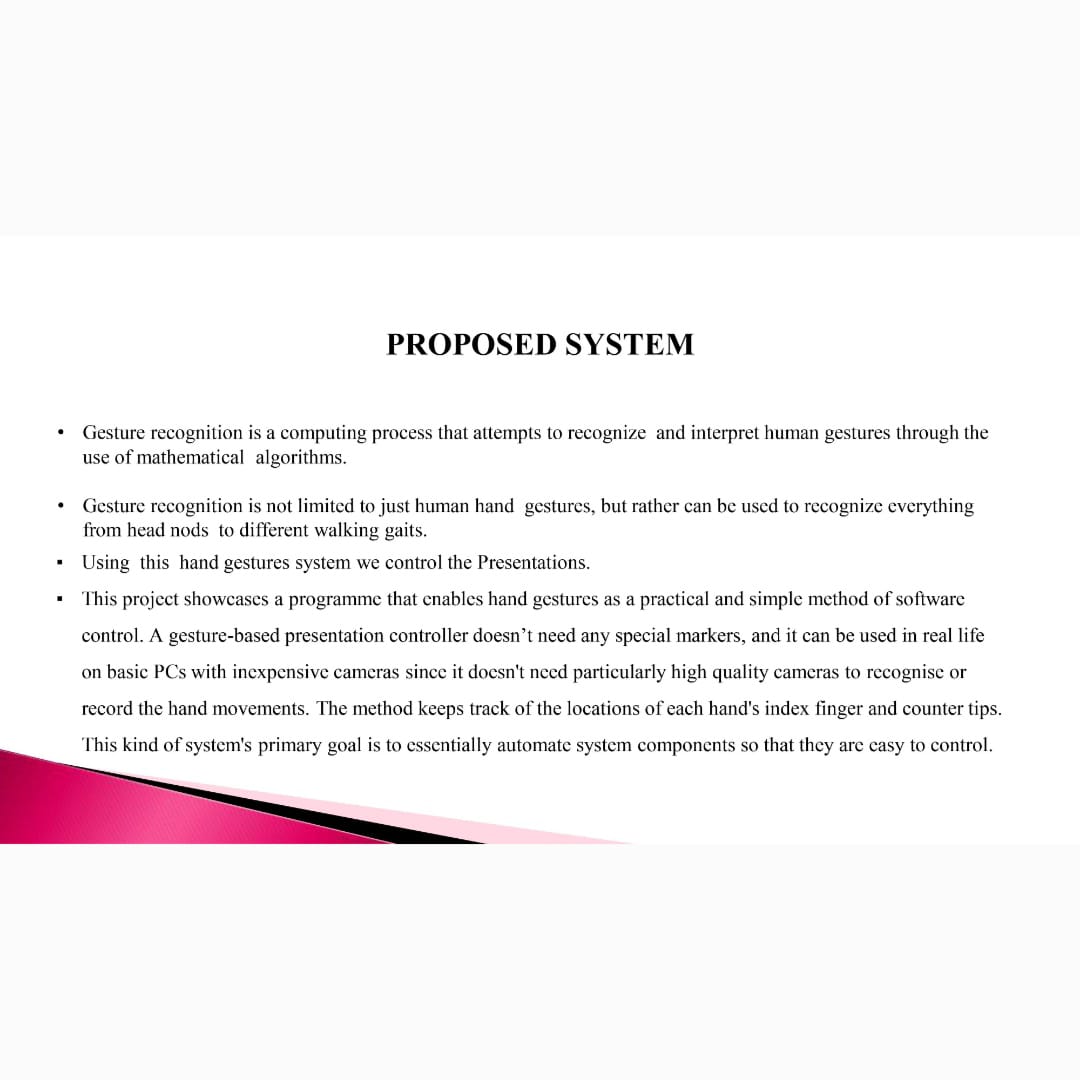 PROPOSED SYSTEM
• Gesture recognition is a computing process that attempts to recognize and interpret human gestures through the
use of mathematical algorithms.
• Gesture recognition is not limited to just human hand gestures, but rather can be used to recognize everything
from head nods to different walking gaits.
▪ Using this hand gestures system we control the Presentations.
▪ This project showcases a programme that enables hand gestures as a practical and simple method of software
control. A gesture-based presentation controller doesn’t need any special markers, and it can be used in real life
on basic PCs with inexpensive cameras since it doesn't need particularly high quality cameras to recognise or
record the hand movements. The method keeps track of the locations of each hand's index finger and counter tips.
This kind of system's primary goal is to essentially automate system components so that they are easy to control.